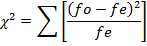 χ² = ∑ [(fo − fe)² / fe]